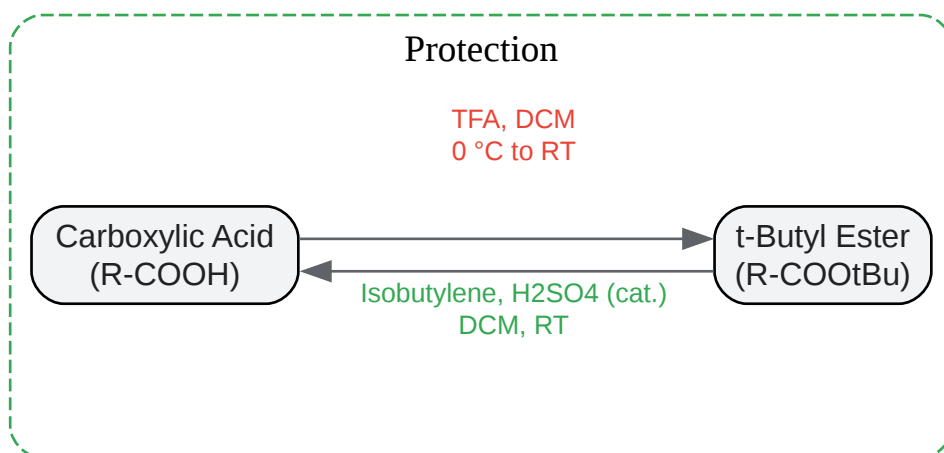 Protection
TFA, DCM
0 °C to RT
Carboxylic Acid
(R-COOH)
t-Butyl Ester
(R-COOtBu)
Isobutylene, H2SO4 (cat.)
DCM, RT